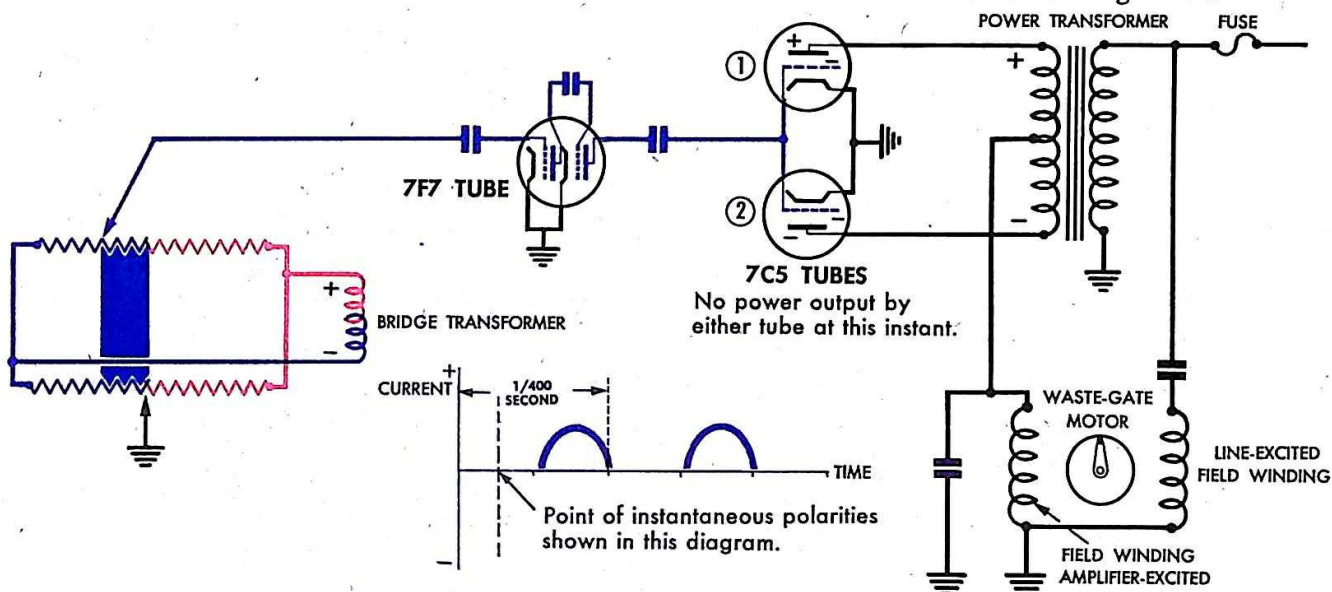 POWER TRANSFORMER
FUSE
①
+
-
+
7F7 TUBE
②
-
-
-
7C5 TUBES
No power output by
either tube at this instant.
+
BRIDGE TRANSFORMER
-
CURRENT
+
1/400
SECOND
TIME
-
Point of instantaneous polarities
shown in this diagram.
WASTE-GATE
MOTOR
LINE-EXCITED
FIELD WINDING
FIELD WINDING
AMPLIFIER-EXCITED